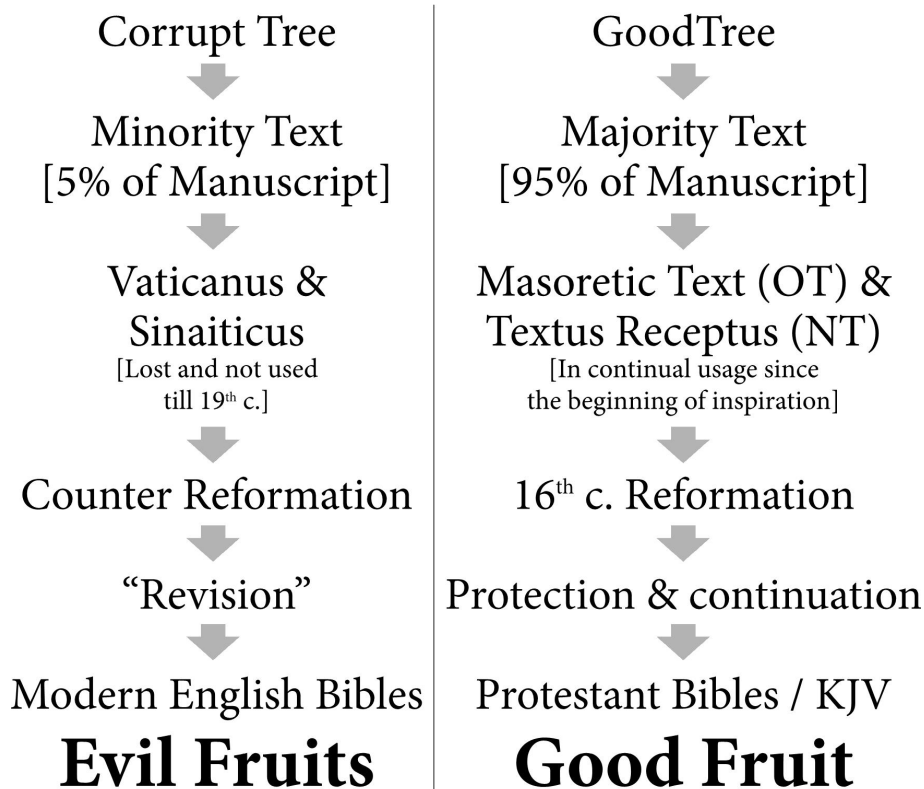 Corrupt Tree
Minority Text
[5% of Manuscript]
Vaticanus &
Sinaiticus
[Lost and not used
till 19th c.]
Counter Reformation
“Revision”
Modern English Bibles
Evil Fruits
GoodTree
Majority Text
[95% of Manuscript]
Masoretic Text (OT) &
Textus Receptus (NT)
[In continual usage since
the beginning of inspiration]
16th c. Reformation
Protection & continuation
Protestant Bibles / KJV
Good Fruit